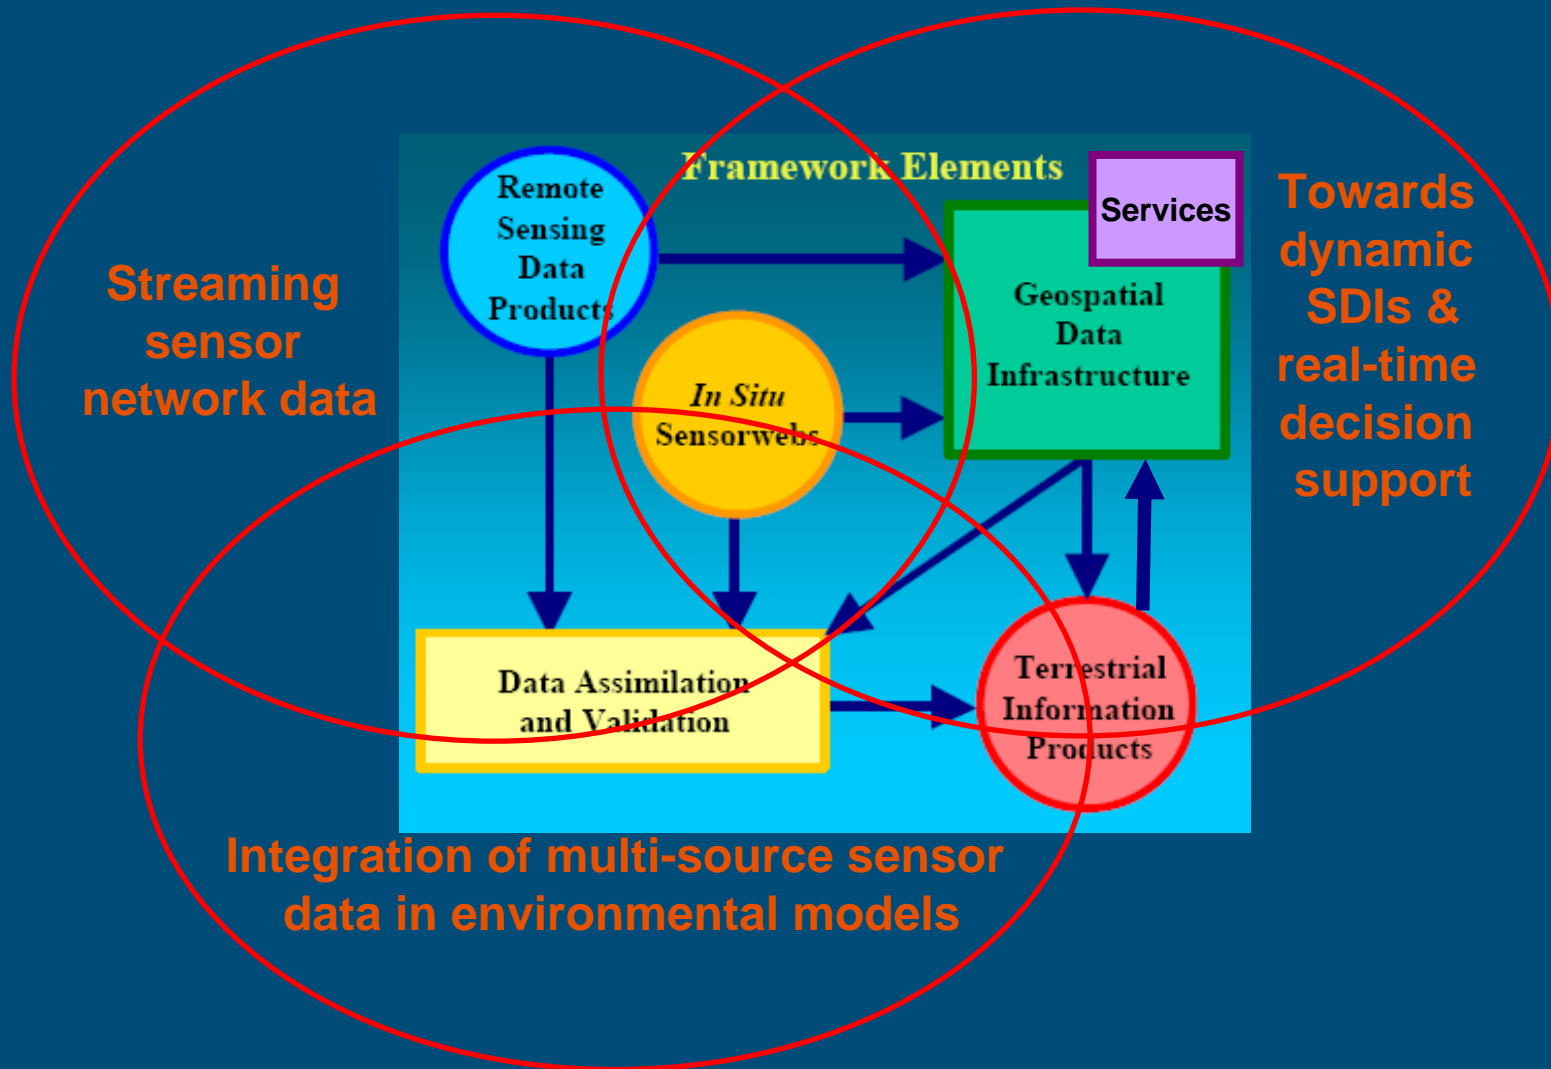 Framework Elements
Remote
Sensing
Data
Products
Services
Geospatial
Data
Infrastructure
In Situ
Sensorwebs
Data Assimilation
and Validation
Terrestrial
Information
Products
Streaming
sensor
network data
Towards
dynamic
SDIs &
real-time
decision
support
Integration of multi-source sensor
data in environmental models